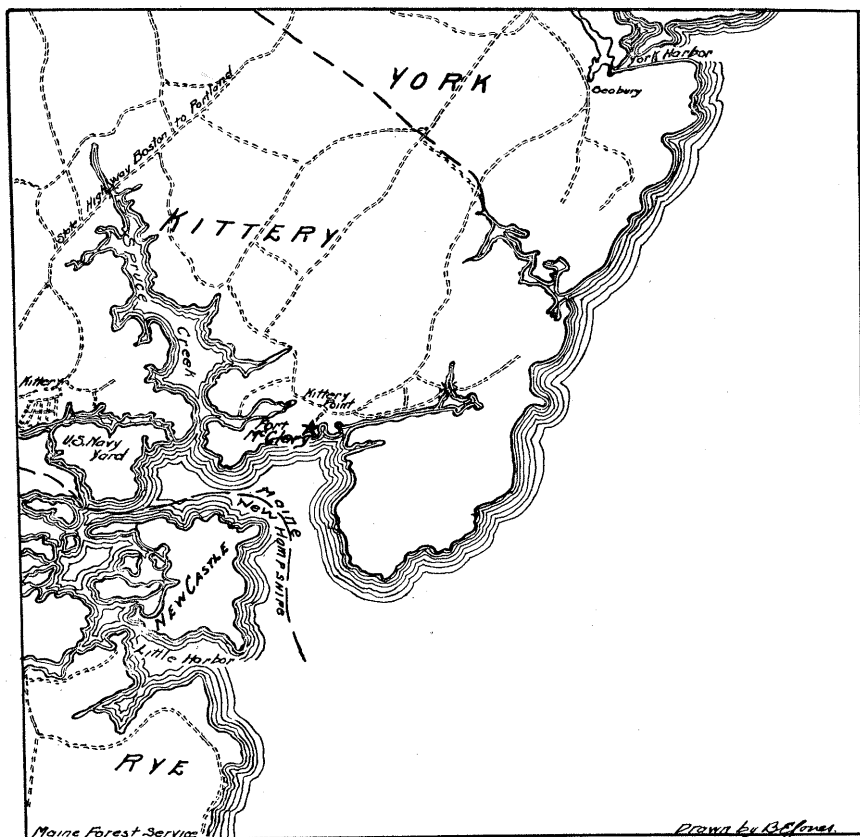 York Harbor
YORK
Seabury
State Highway Boston to Portland
KITTERY
Spruce
Creek
Kittery
Kittery
Point
Fort
McClary
U.S. Navy
Yard
Maine
New Hampshire
NEW CASTLE
Little Harbor
RYE
Maine Forest Service
Drawn by B.E. Jones.